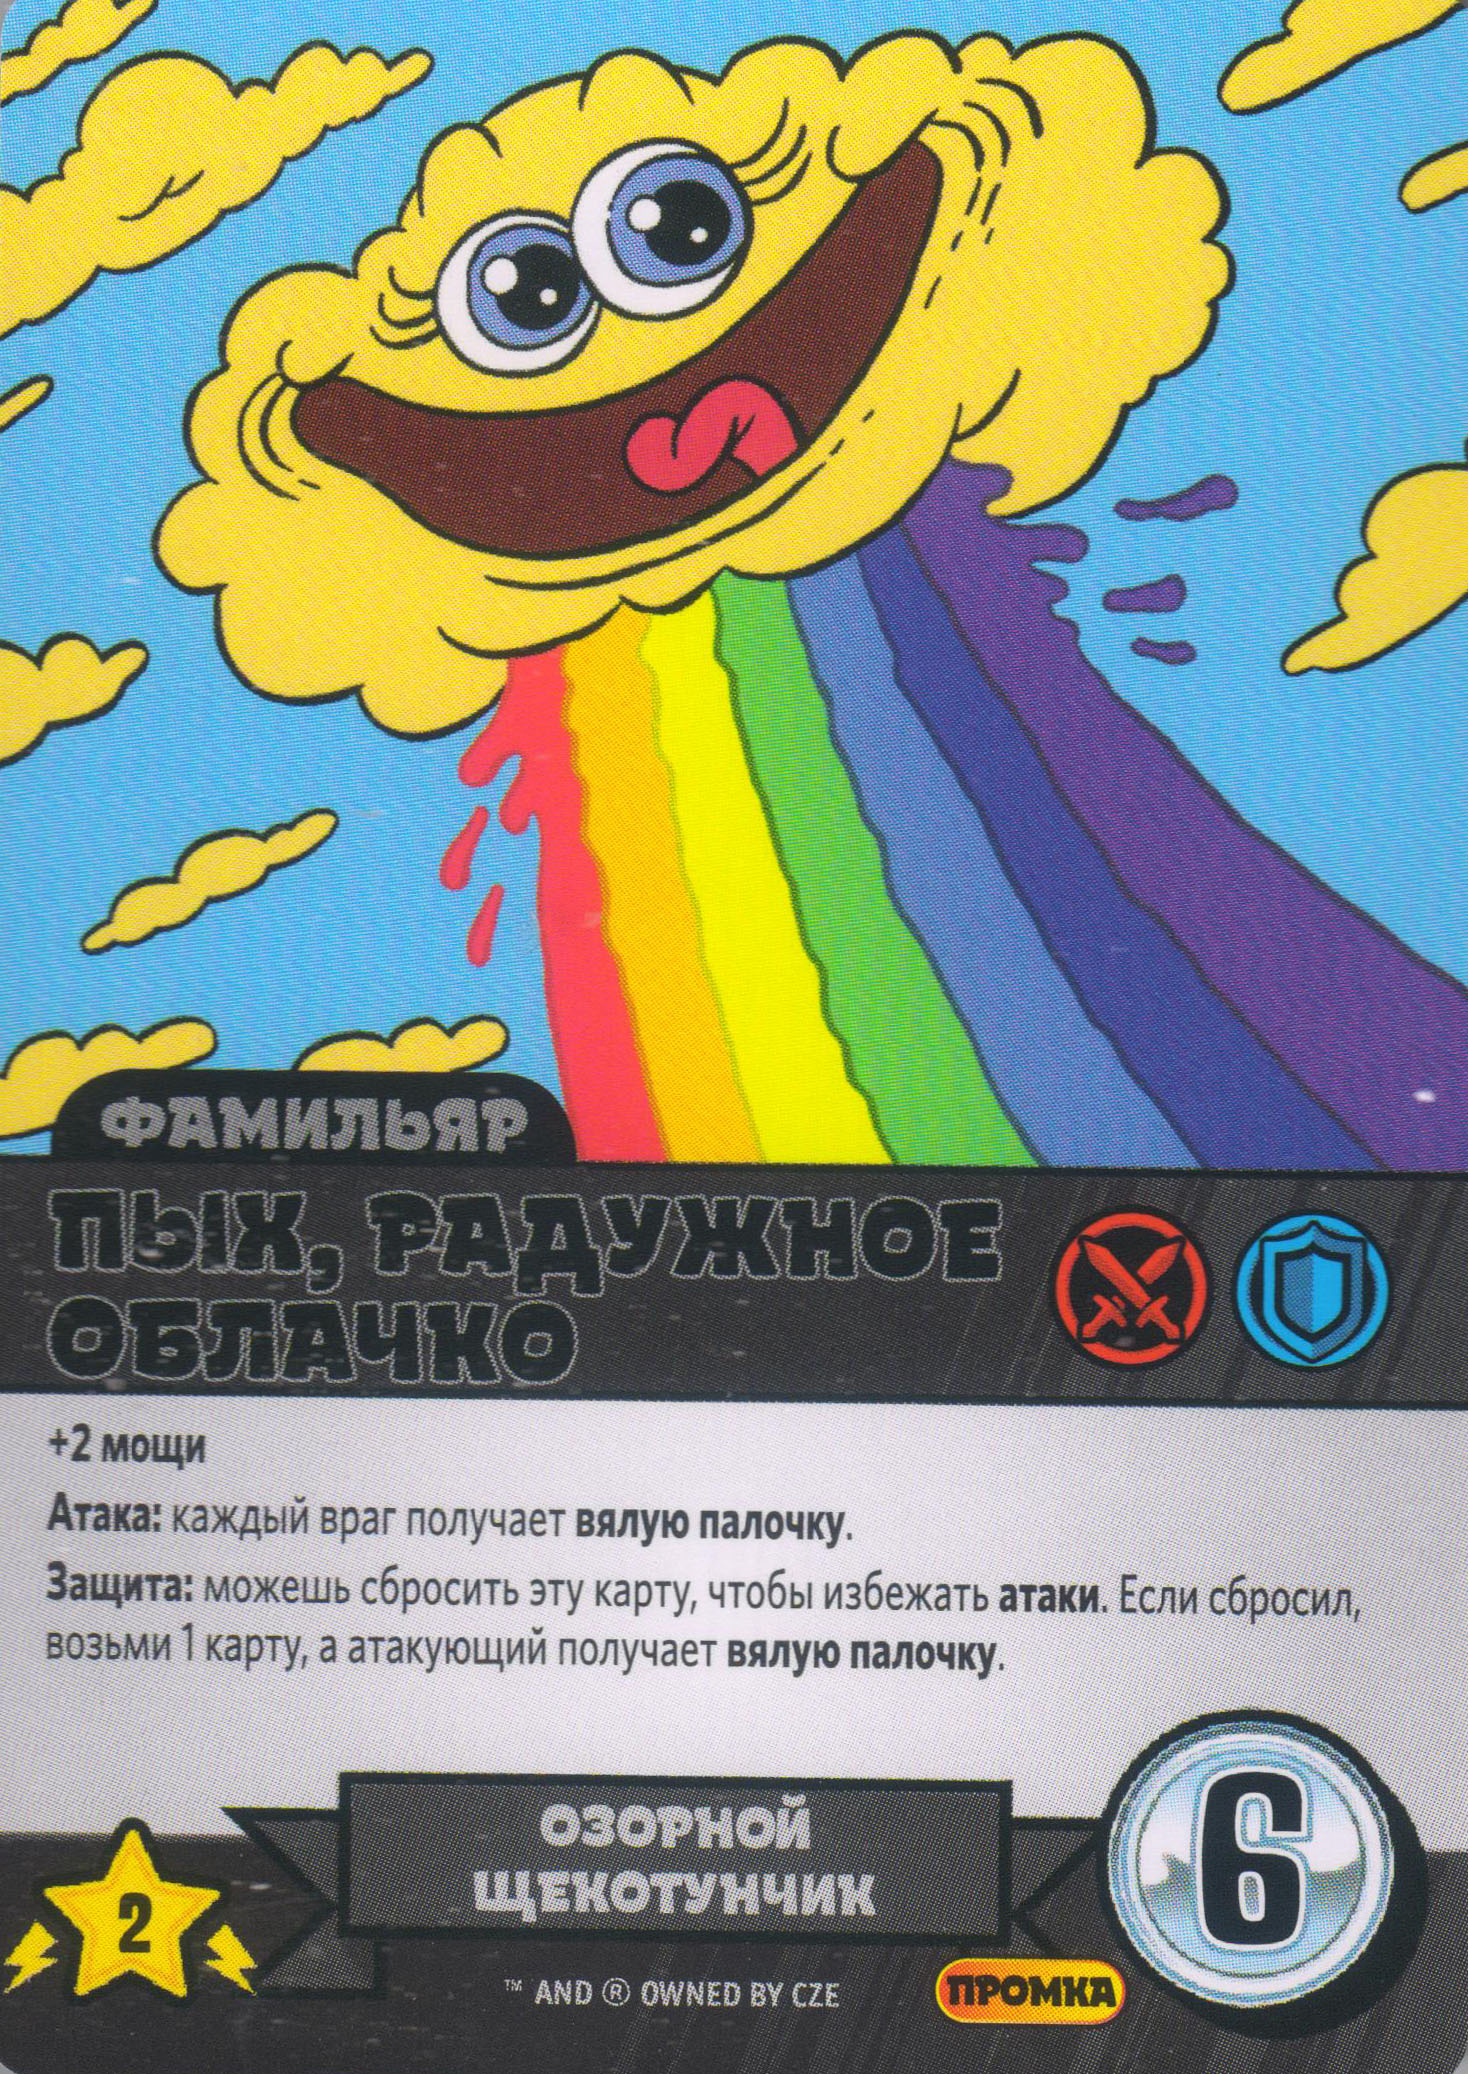 ФАМИЛЬЯР
ПЫХ, РАДУЖНОЕ
ОБЛАЧКО
+2 мощи
Атака: каждый враг получает вялую палочку.
Защита: можешь сбросить эту карту, чтобы избежать атаки. Если сбросил,
возьми 1 карту, а атакующий получает вялую палочку.
ОЗОРНОЙ
ЩЕКОТУНЧИК
2
6
™ AND ® OWNED BY CZE
ПРОМКА